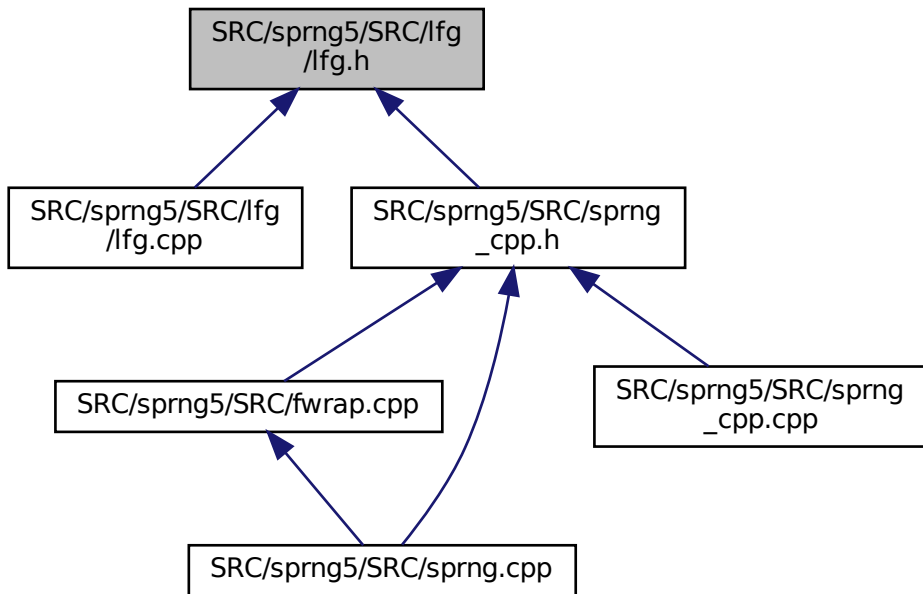 SRC/sprng5/SRC/lfg
/lfg.h
SRC/sprng5/SRC/lfg
/lfg.cpp
SRC/sprng5/SRC/sprng
_cpp.h
SRC/sprng5/SRC/fwrap.cpp
SRC/sprng5/SRC/sprng
_cpp.cpp
SRC/sprng5/SRC/sprng.cpp